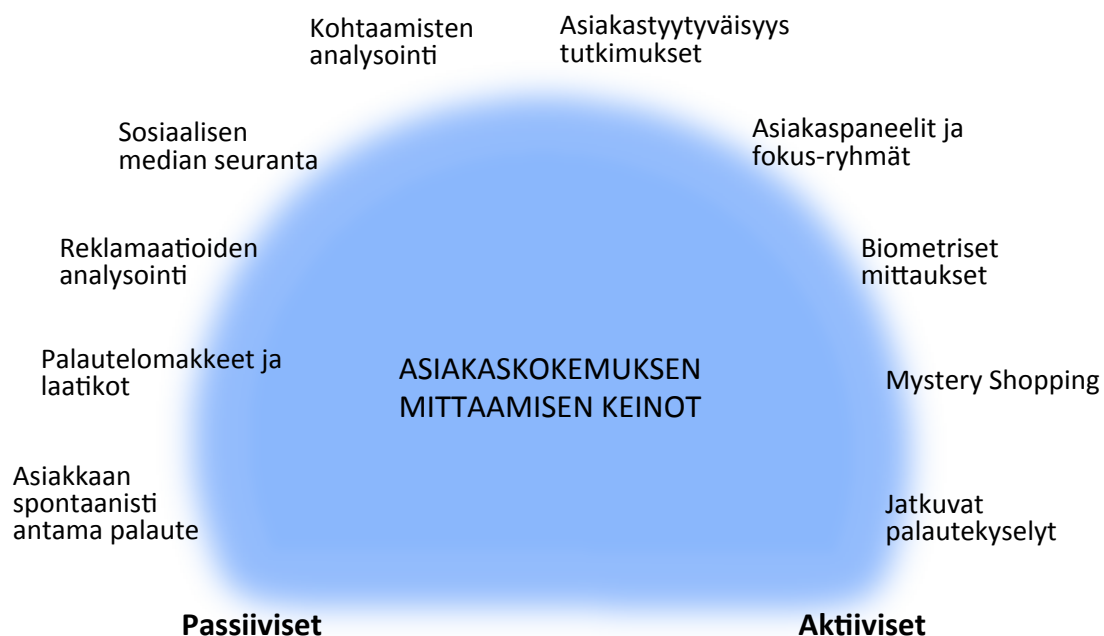 Kohtaamisten
analysointi
Asiakastyytyväisyys
tutkimukset
Sosiaalisen
median seuranta
Asiakaspaneelit ja
fokus-ryhmät
Reklamaatioiden
analysointi
Biometriset
mittaukset
Palautelomakkeet ja
laatikot
ASIAKASKOKEMUKSEN
MITTAAMISEN KEINOT
Mystery Shopping
Asiakkaan
spontaanisti
antama palaute
Jatkuvat
palautekyselyt
Passiiviset
Aktiiviset